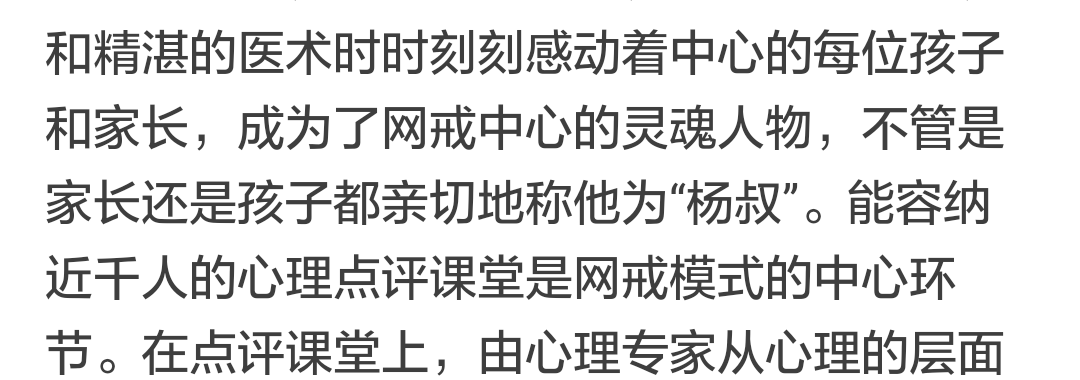 和精湛的医术时时刻刻感动着中心的每位孩子
和家长，成为了网戒中心的灵魂人物，不管是
家长还是孩子都亲切地称他为“杨叔”。能容纳
近千人的心理点评课堂是网戒模式的中心环
节。在点评课堂上，由心理专家从心理的层面